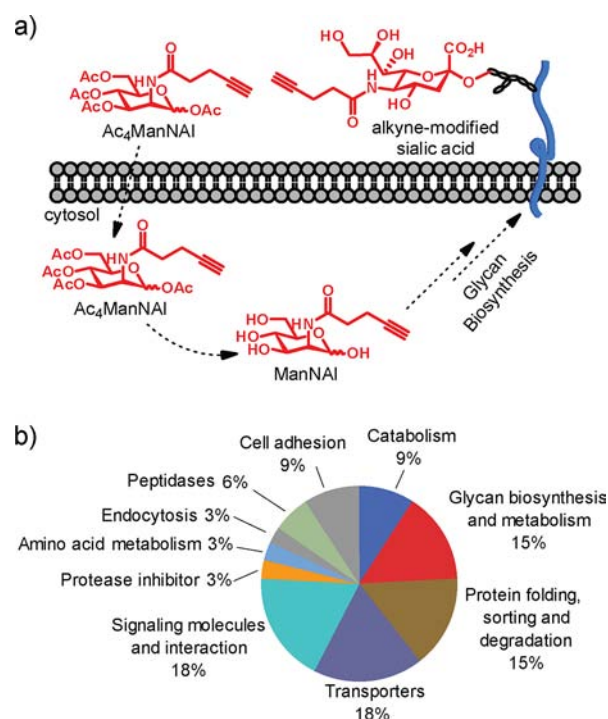 a)
O
AcO HN
AcO
AcO O OAc
Ac₄ManNAl
HO OH
HO OH CO₂H
H
N O O
O HO
alkyne-modified
sialic acid
cytosol
O
AcO HN
AcO
AcO O OAc
Ac₄ManNAl
O
HO HN
HO
HO O OH
ManNAl
Glycan
Biosynthesis
b)
Cell adhesion
9%
Catabolism
9%
Peptidases 6%
Glycan biosynthesis
and metabolism
15%
Endocytosis 3%
Amino acid metabolism 3%
Protease inhibitor 3%
Protein folding,
sorting and
degradation
15%
Signaling molecules
and interaction
18%
Transporters
18%